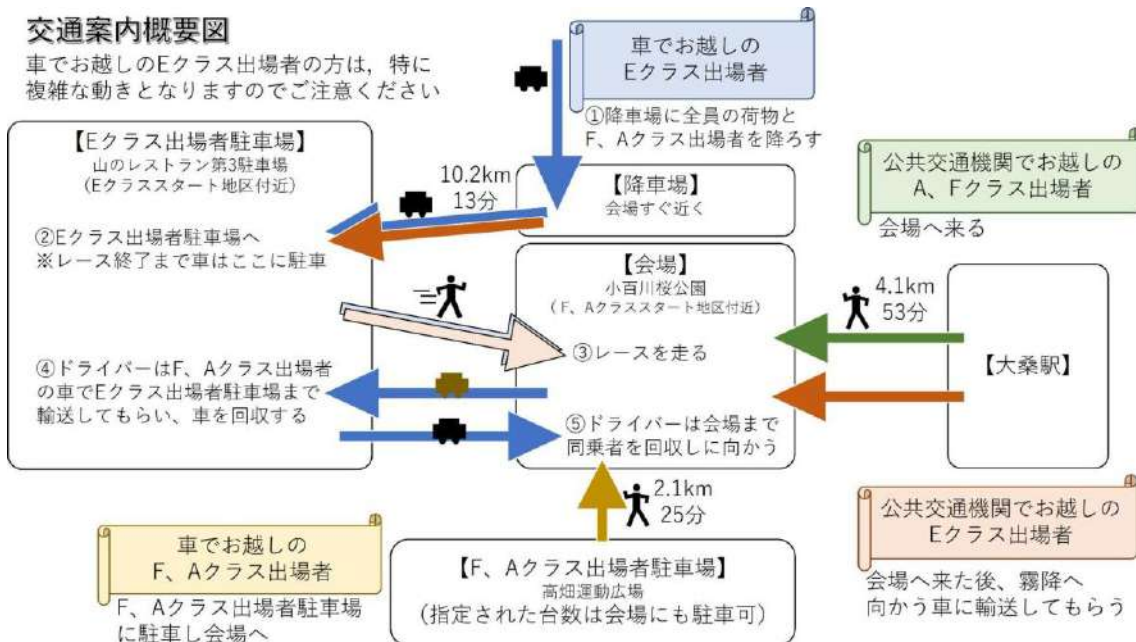 交通案内概要図
車でお越しのEクラス出場者の方は，特に
複雑な動きとなりますのでご注意ください
車でお越しの
Eクラス出場者
①降車場に全員の荷物と
F、Aクラス出場者を降ろす
【Eクラス出場者駐車場】
山のレストラン第3駐車場
（Eクラススタート地区付近）
10.2km
13分
【降車場】
会場すぐ近く
公共交通機関でお越しの
A、Fクラス出場者
会場へ来る
②Eクラス出場者駐車場へ
※レース終了まで車はここに駐車
【会場】
小百川桜公園
（F、Aクラススタート地区付近）
4.1km
53分
③レースを走る
【大桑駅】
④ドライバーはF、Aクラス出場者
の車でEクラス出場者駐車場まで
輸送してもらい、車を回収する
⑤ドライバーは会場まで
同乗者を回収しに向かう
2.1km
25分
車でお越しの
F、Aクラス出場者
F、Aクラス出場者駐車場
に駐車し会場へ
【F、Aクラス出場者駐車場】
高畑運動広場
（指定された台数は会場にも駐車可）
公共交通機関でお越しの
Eクラス出場者
会場へ来た後、霧降へ
向かう車に輸送してもらう